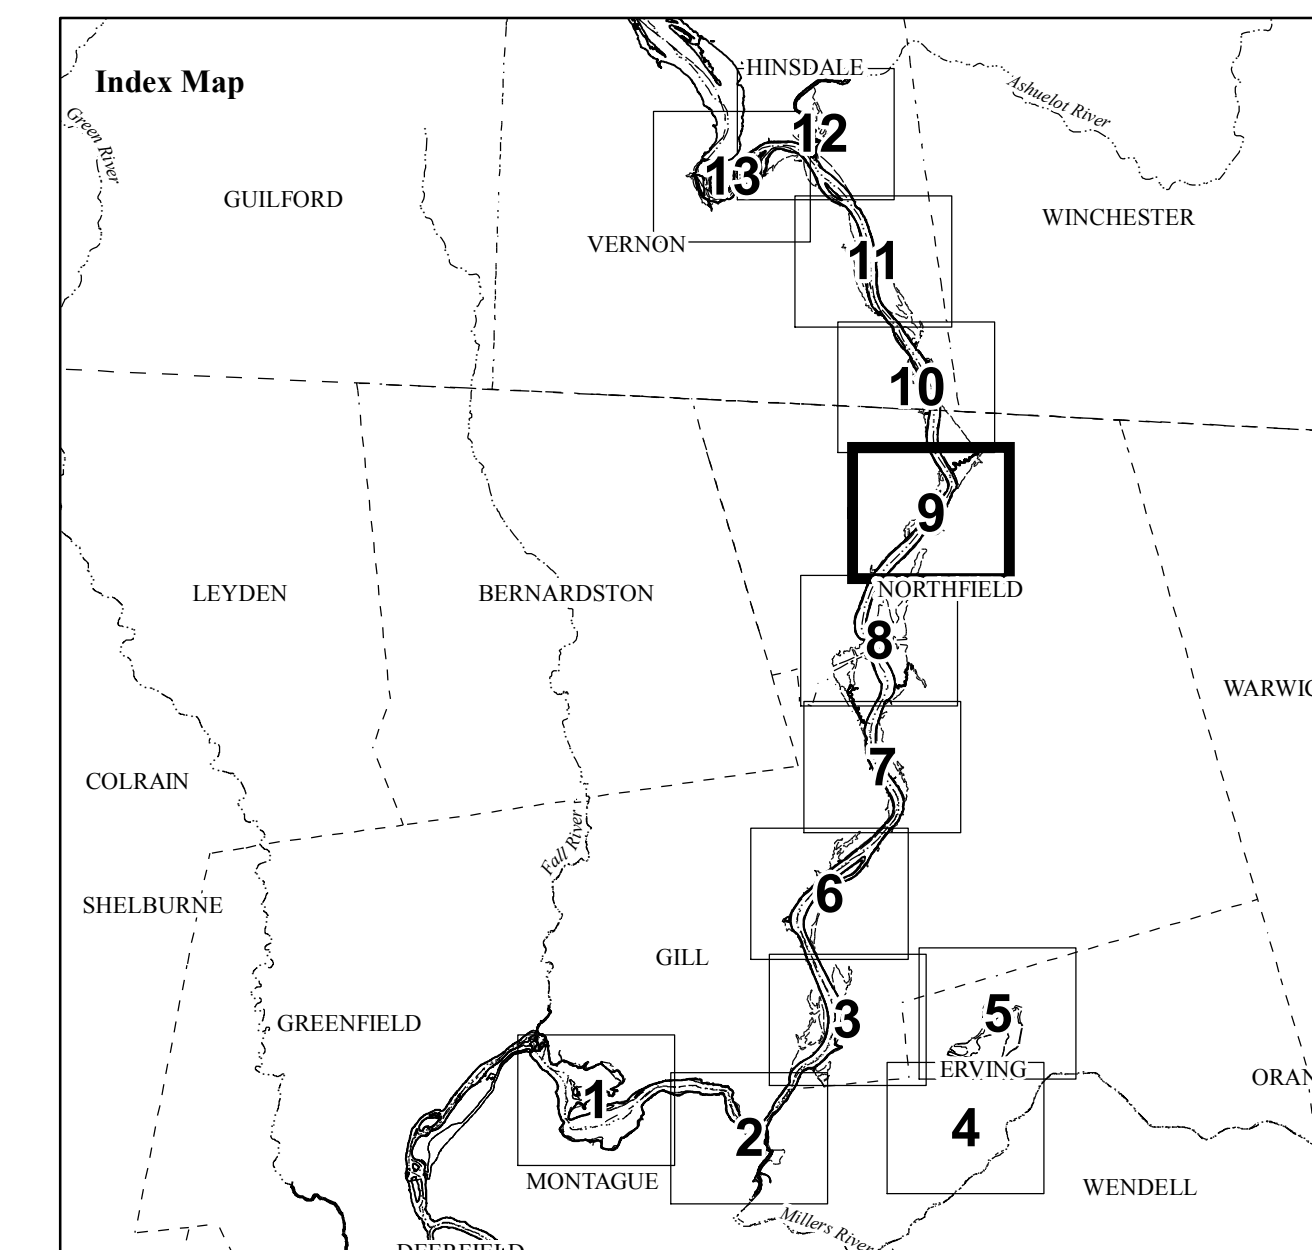 HINSDALE
Index Map
Ashuelot River
Green River
12
13
GUILFORD
WINCHESTER
VERNON
11
10
9
LEYDEN
BERNARDSTON
NORTHFIELD
8
WARWIC
7
COLRAIN
Fall River
6
SHELBURNE
GILL
3
5
GREENFIELD
ERVING
ORAN
1
4
2
MONTAGUE
WENDELL
Millers River
DEERFIELD